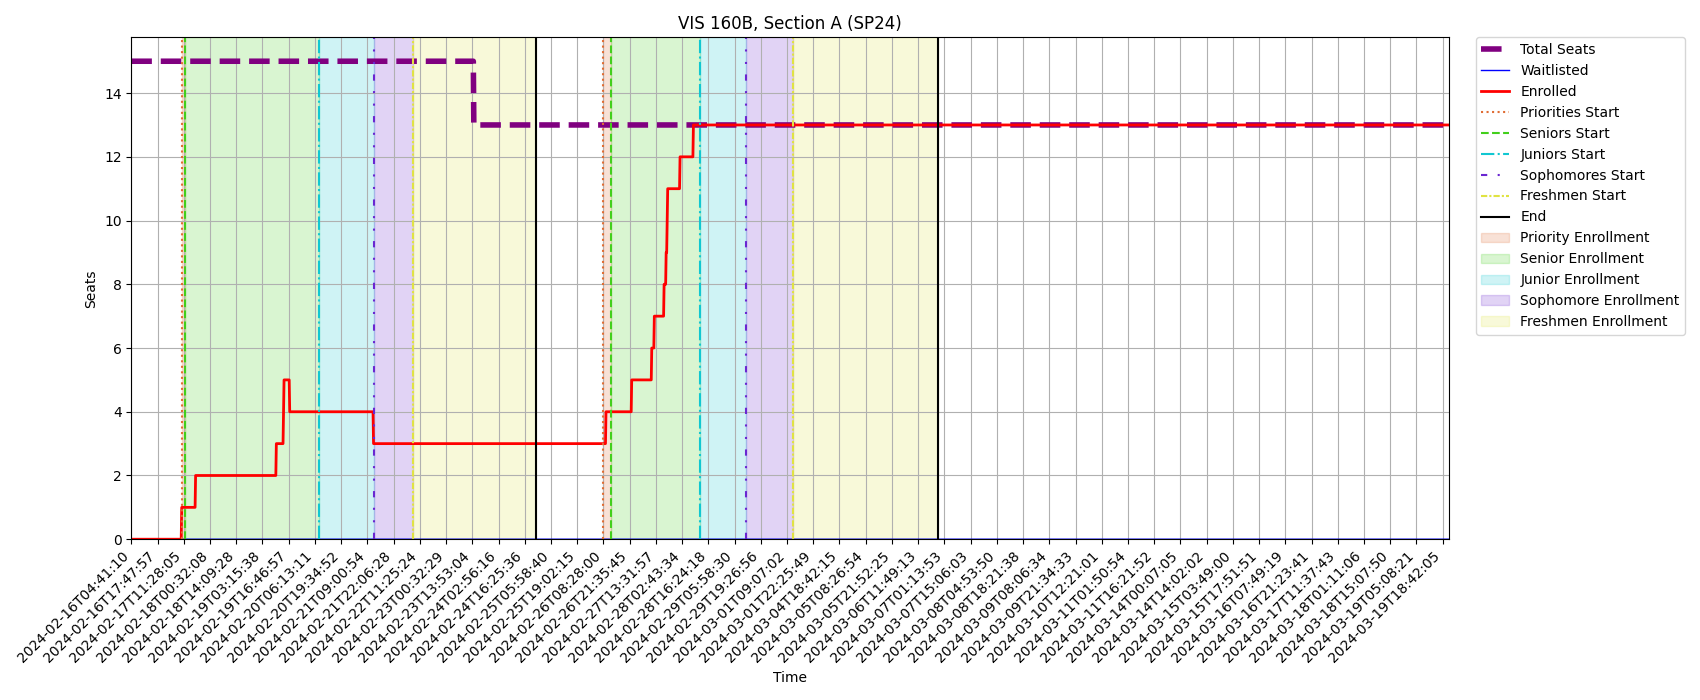 VIS 160B, Section A (SP24)
Total Seats
Waitlisted
Enrolled
Priorities Start
Seniors Start
Juniors Start
Sophomores Start
Freshmen Start
End
Priority Enrollment
Senior Enrollment
Junior Enrollment
Sophomore Enrollment
Freshmen Enrollment
Seats
14
12
10
8
6
4
2
0
2024-02-16T04:41:10
2024-02-16T17:47:57
2024-02-17T11:28:05
2024-02-18T00:32:08
2024-02-18T14:09:28
2024-02-19T03:15:38
2024-02-19T16:46:57
2024-02-20T06:13:11
2024-02-20T19:34:52
2024-02-21T09:00:54
2024-02-21T22:06:28
2024-02-22T11:25:24
2024-02-23T00:32:29
2024-02-23T13:53:04
2024-02-24T02:56:16
2024-02-24T16:25:36
2024-02-25T05:58:40
2024-02-25T19:02:15
2024-02-26T08:28:00
2024-02-26T21:35:45
2024-02-27T13:31:57
2024-02-28T02:43:34
2024-02-28T16:24:18
2024-02-29T05:58:30
2024-02-29T19:26:56
2024-03-01T09:07:02
2024-03-01T22:25:49
2024-03-04T18:42:15
2024-03-05T08:26:54
2024-03-05T21:52:25
2024-03-06T11:49:13
2024-03-07T01:13:53
2024-03-07T15:06:03
2024-03-08T04:53:50
2024-03-08T18:21:38
2024-03-09T08:06:34
2024-03-09T21:34:33
2024-03-10T12:21:01
2024-03-11T01:50:54
2024-03-11T16:21:52
2024-03-14T00:07:05
2024-03-14T14:02:02
2024-03-15T03:49:00
2024-03-15T17:51:51
2024-03-16T07:49:19
2024-03-16T21:23:41
2024-03-17T11:37:43
2024-03-18T01:11:06
2024-03-18T15:07:50
2024-03-19T05:08:21
2024-03-19T18:42:05
Time